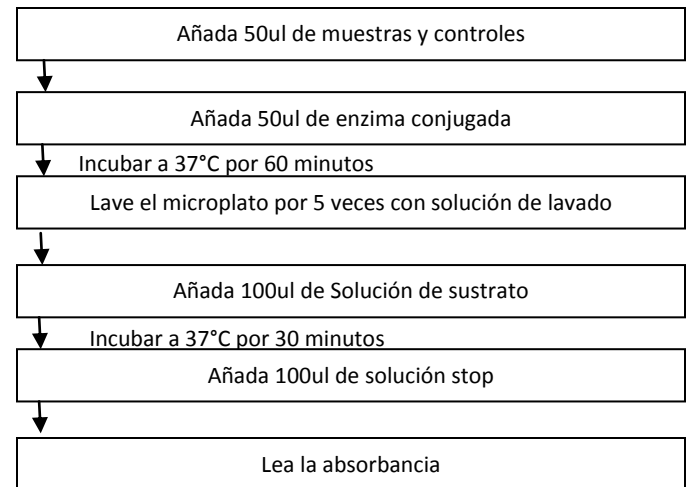 Añada 50ul de muestras y controles
Añada 50ul de enzima conjugada
Incubar a 37°C por 60 minutos
Lave el microplato por 5 veces con solución de lavado
Añada 100ul de Solución de sustrato
Incubar a 37°C por 30 minutos
Añada 100ul de solución stop
Lea la absorbancia